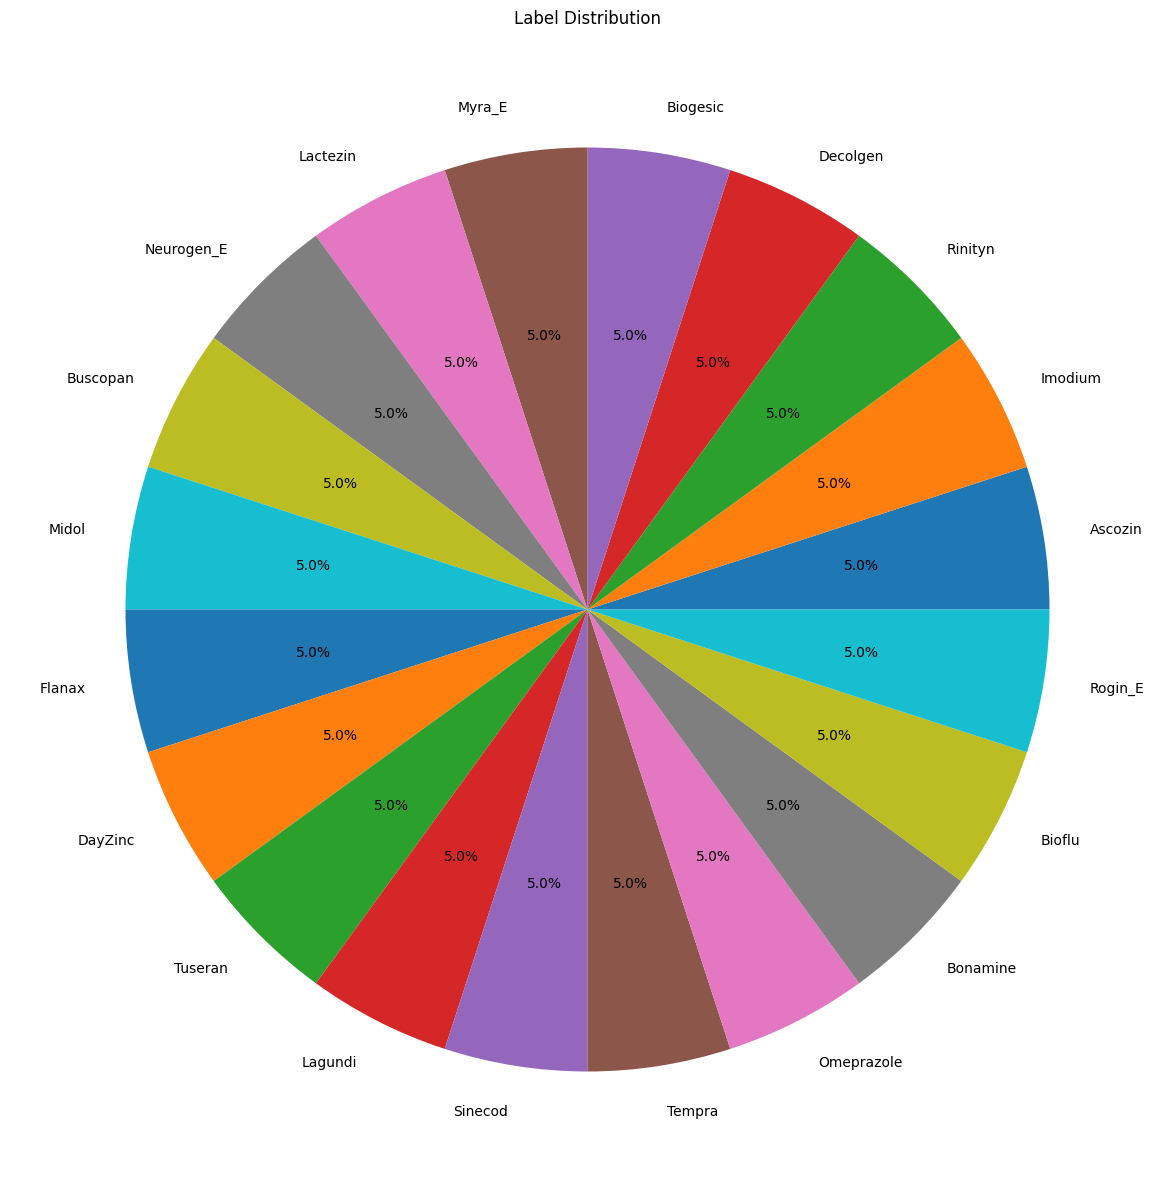 Label Distribution
Myra_E
Biogesic
Lactezin
Decolgen
Neurogen_E
Rinityn
5.0%
5.0%
5.0%
5.0%
Buscopan
Imodium
5.0%
5.0%
5.0%
5.0%
Midol
Ascozin
5.0%
5.0%
5.0%
5.0%
Flanax
Rogin_E
5.0%
5.0%
5.0%
5.0%
DayZinc
Bioflu
5.0%
5.0%
5.0%
5.0%
Tuseran
Bonamine
Lagundi
Omeprazole
Sinecod
Tempra